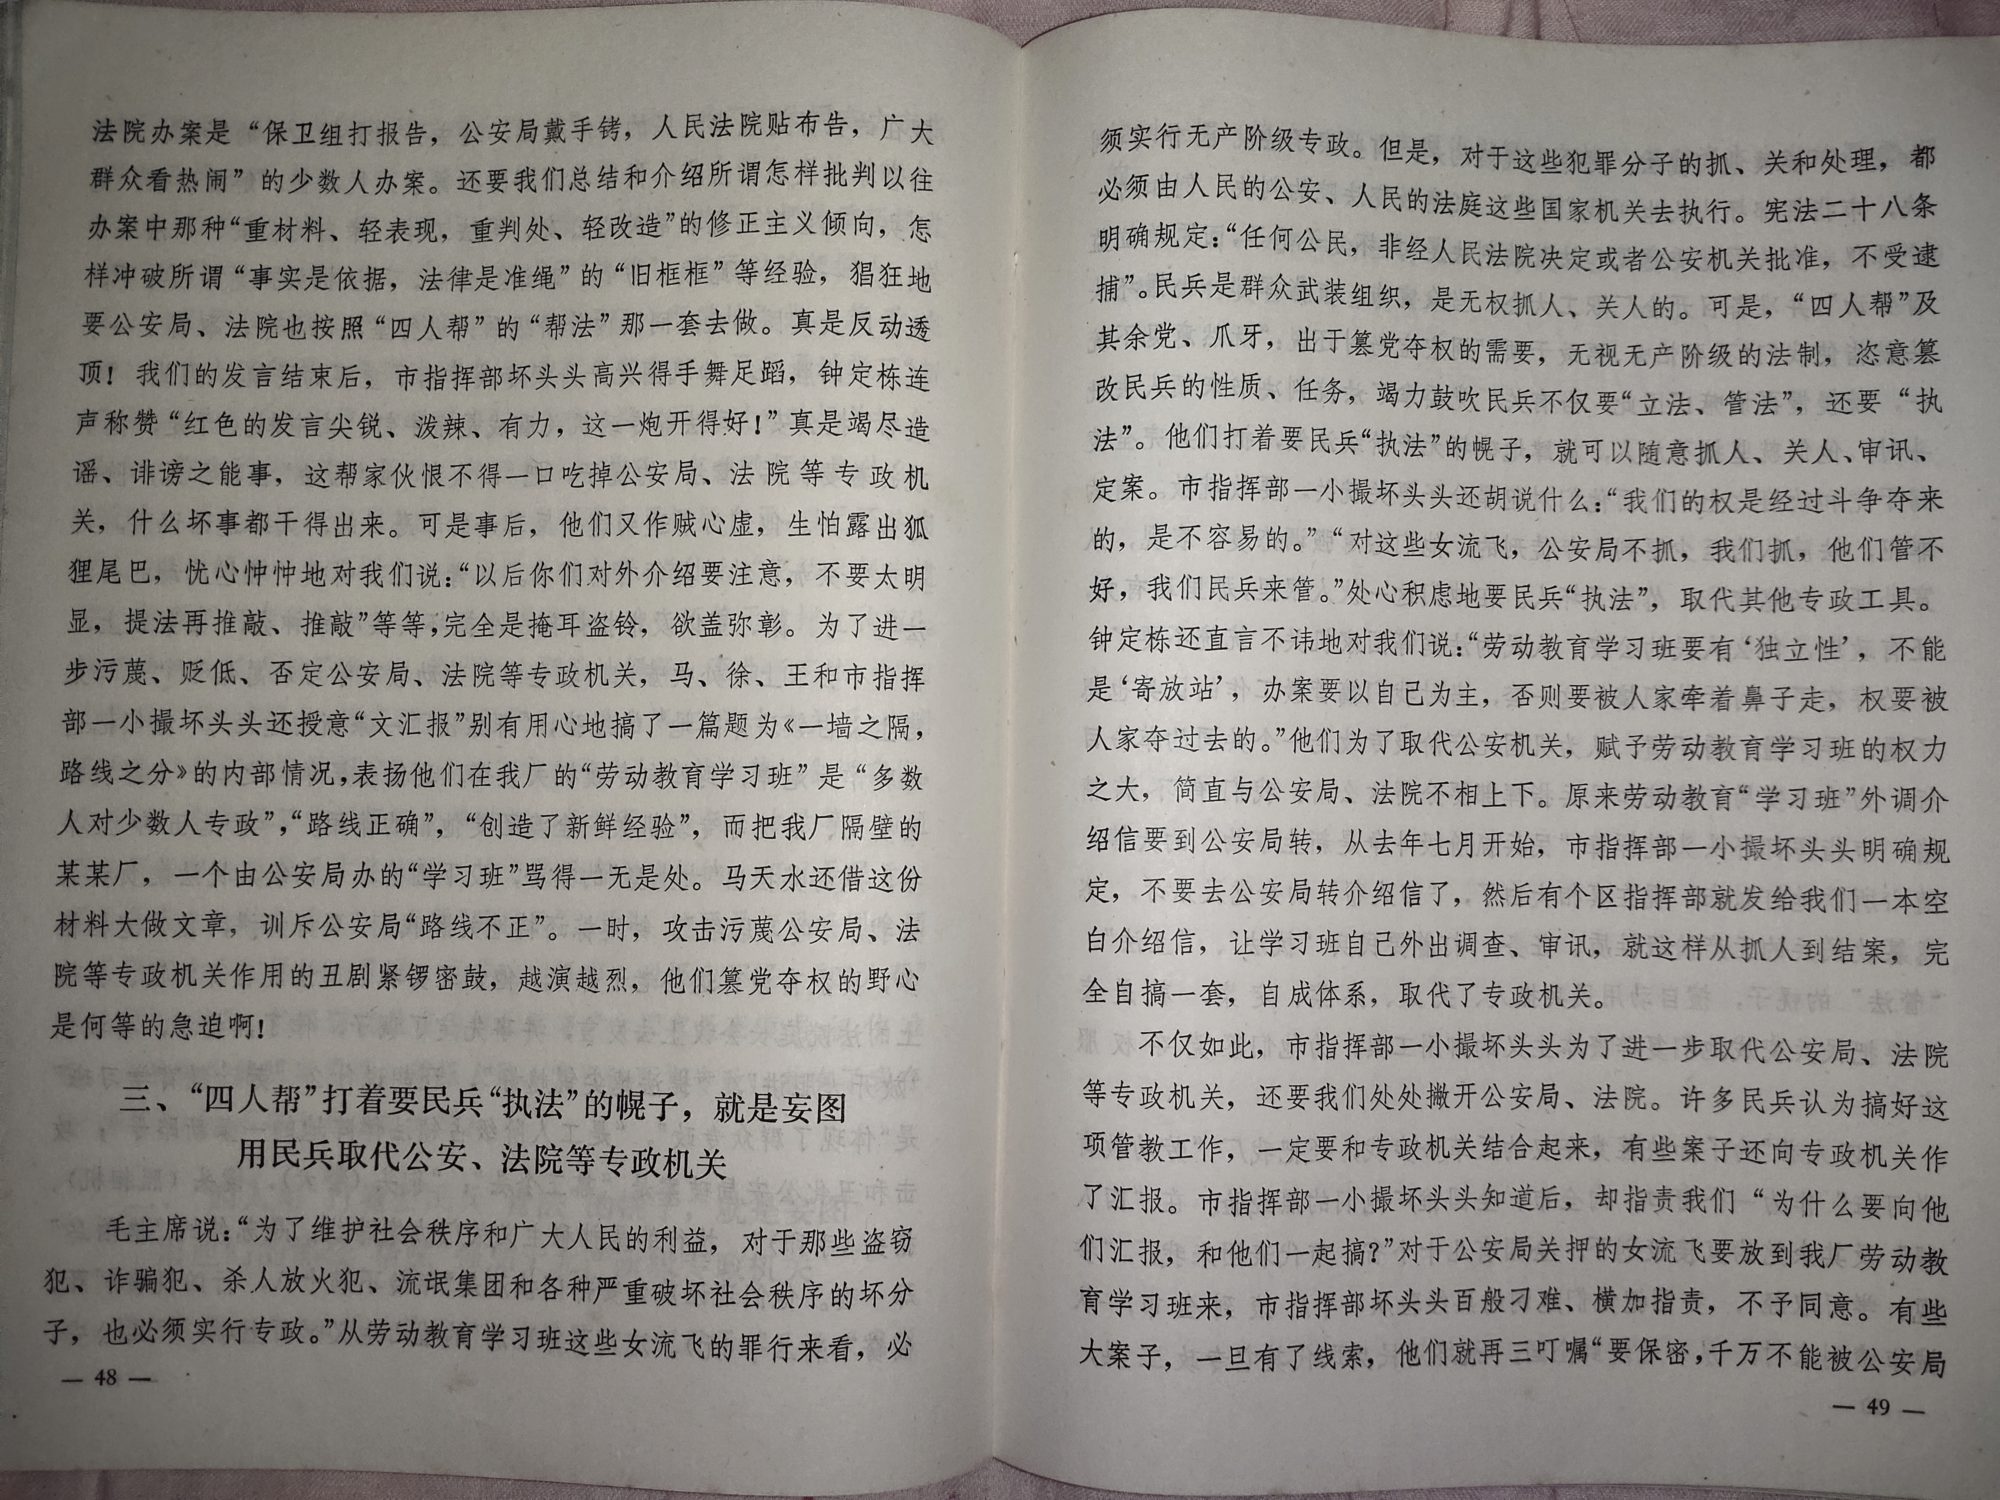 法院办案是“保卫组打报告，公安局戴手铐，人民法院贴布告，广大
群众看热闹”的少数人办案。还要我们总结和介绍所谓怎样批判以往
办案中那种“重材料、轻表现，重判处、轻改造”的修正主义倾向，怎
样冲破所谓“事实是依据，法律是准绳”的“旧框框”等经验，猖狂地
要公安局、法院也按照“四人帮”的“帮法”那一套去做。真是反动透
顶！我们的发言结束后，市指挥部坏头头高兴得手舞足蹈，钟定栋连
声称赞“红色的发言尖锐、泼辣、有力，这一炮开得好！”真是竭尽造
谣、诽谤之能事，这帮家伙恨不得一口吃掉公安局、法院等专政机
关，什么坏事都干得出来。可是事后，他们又作贼心虚，生怕露出狐
狸尾巴，忧心忡忡地对我们说：“以后你们对外介绍要注意，不要太明
显，提法再推敲、推敲”等等，完全是掩耳盗铃，欲盖弥彰。为了进一
步污蔑、贬低、否定公安局、法院等专政机关，马、徐、王和市指挥
部一小撮坏头头还授意“文汇报”别有用心地搞了一篇题为《一墙之隔，
路线之分》的内部情况，表扬他们在我厂的“劳动教育学习班”是“多数
人对少数人专政”，“路线正确”，“创造了新鲜经验”，而把我厂隔壁的
某某厂，一个由公安局办的“学习班”骂得一无是处。马天水还借这份
材料大做文章，训斥公安局“路线不正”。一时，攻击污蔑公安局、法
院等专政机关作用的丑剧紧锣密鼓，越演越烈，他们篡党夺权的野心
是何等的急迫啊！
三、“四人帮”打着要民兵“执法”的幌子，就是妄图
用民兵取代公安、法院等专政机关
毛主席说：“为了维护社会秩序和广大人民的利益，对于那些盗窃
犯、诈骗犯、杀人放火犯、流氓集团和各种严重破坏社会秩序的坏分
子，也必须实行专政。”从劳动教育学习班这些女流飞的罪行来看，必
— 48 —
须实行无产阶级专政。但是，对于这些犯罪分子的抓、关和处理，都
必须由人民的公安、人民的法庭这些国家机关去执行。宪法二十八条
明确规定：“任何公民，非经人民法院决定或者公安机关批准，不受逮
捕”。民兵是群众武装组织，是无权抓人、关人的。可是，“四人帮”及
其余党、爪牙，出于篡党夺权的需要，无视无产阶级的法制，恣意篡
改民兵的性质、任务，竭力鼓吹民兵不仅要“立法、管法”，还要“执
法”。他们打着要民兵“执法”的幌子，就可以随意抓人、关人、审讯、
定案。市指挥部一小撮坏头头还胡说什么：“我们的权是经过斗争夺来
的，是不容易的。”“对这些女流飞，公安局不抓，我们抓，他们管不
好，我们民兵来管。”处心积虑地要民兵“执法”，取代其他专政工具。
钟定栋还直言不讳地对我们说：“劳动教育学习班要有‘独立性’，不能
是‘寄放站’，办案要以自己为主，否则要被人家牵着鼻子走，权要被
人家夺过去的。”他们为了取代公安机关，赋予劳动教育学习班的权力
之大，简直与公安局、法院不相上下。原来劳动教育“学习班”外调介
绍信要到公安局转，从去年七月开始，市指挥部一小撮坏头头明确规
定，不要去公安局转介绍信了，然后有个区指挥部就发给我们一本空
白介绍信，让学习班自己外出调查、审讯，就这样从抓人到结案，完
全自搞一套，自成体系，取代了专政机关。
不仅如此，市指挥部一小撮坏头头为了进一步取代公安局、法院
等专政机关，还要我们处处撇开公安局、法院。许多民兵认为搞好这
项管教工作，一定要和专政机关结合起来，有些案子还向专政机关作
了汇报。市指挥部一小撮坏头头知道后，却指责我们“为什么要向他
们汇报，和他们一起搞？”对于公安局关押的女流飞要放到我厂劳动教
育学习班来，市指挥部坏头头百般刁难、横加指责，不予同意。有些
大案子，一旦有了线索，他们就再三叮嘱“要保密，千万不能被公安局
— 49 —